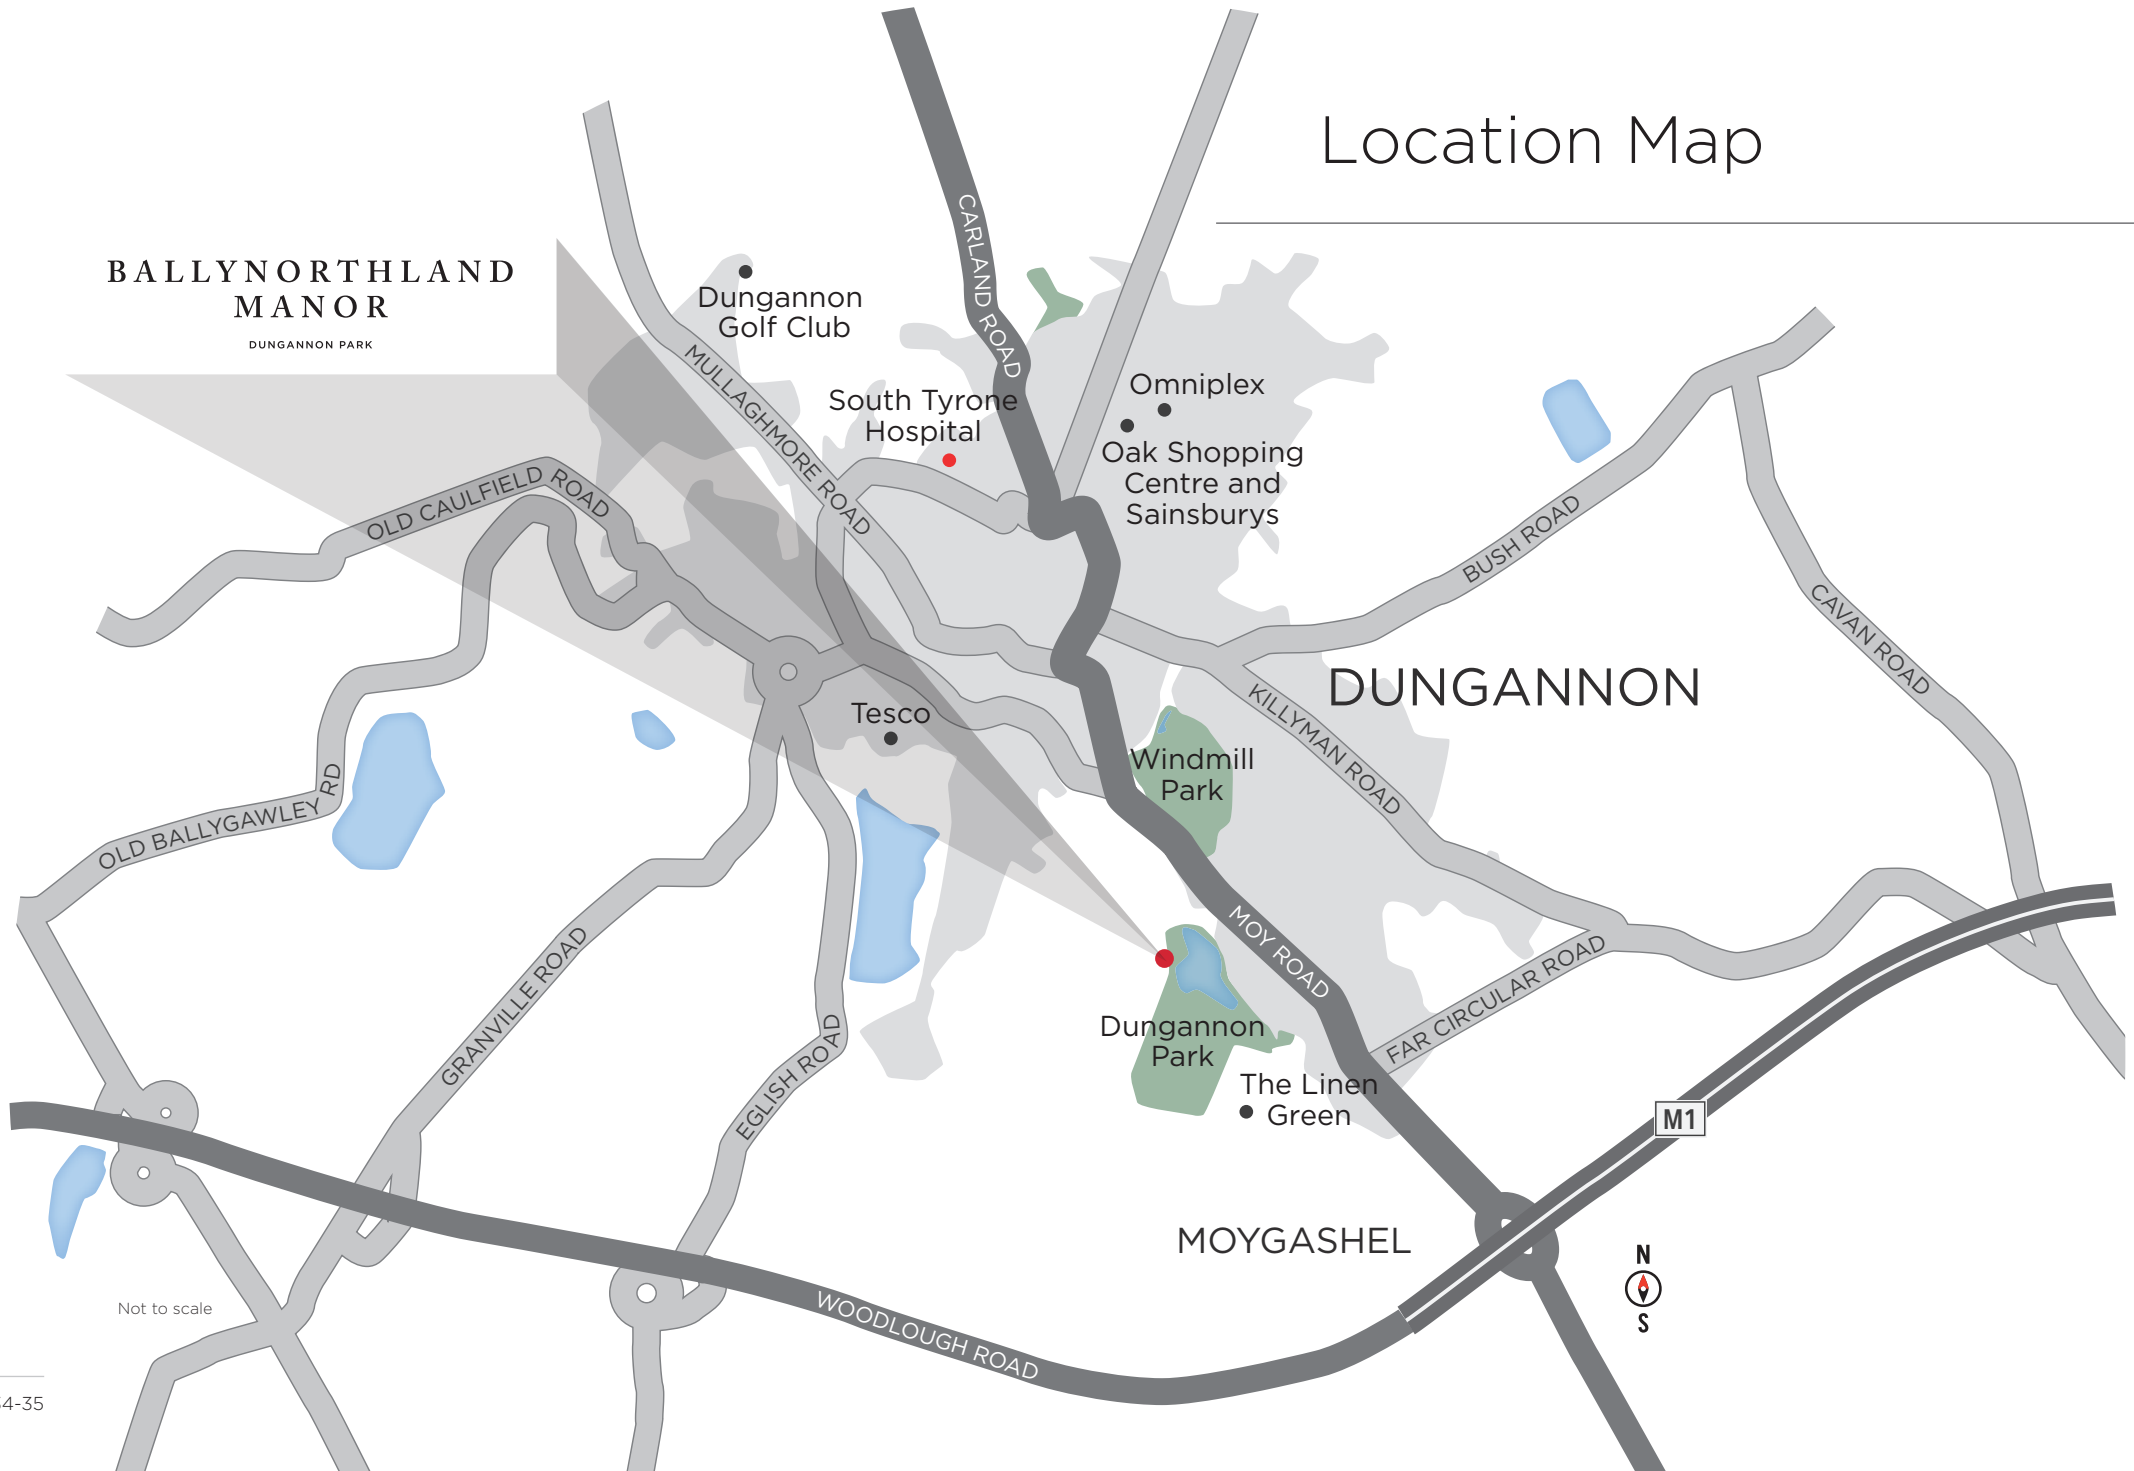 Location Map
BALLYNORTHLAND
MANOR
DUNGANNON PARK
CARLAND ROAD
Dungannon
Golf Club
MULLAGHMORE ROAD
South Tyrone
Hospital
Omniplex
Oak Shopping
Centre and
Sainsburys
OLD CAULFIELD ROAD
BUSH ROAD
CAVAN ROAD
DUNGANNON
KILLYMAN ROAD
Tesco
Windmill
Park
OLD BALLYGAWLEY RD
MOY ROAD
GRANVILLE ROAD
FAR CIRCULAR ROAD
Dungannon
Park
EGLISH ROAD
The Linen
Green
M1
MOYGASHEL
N
S
Not to scale
WOODLOUGH ROAD
4-35